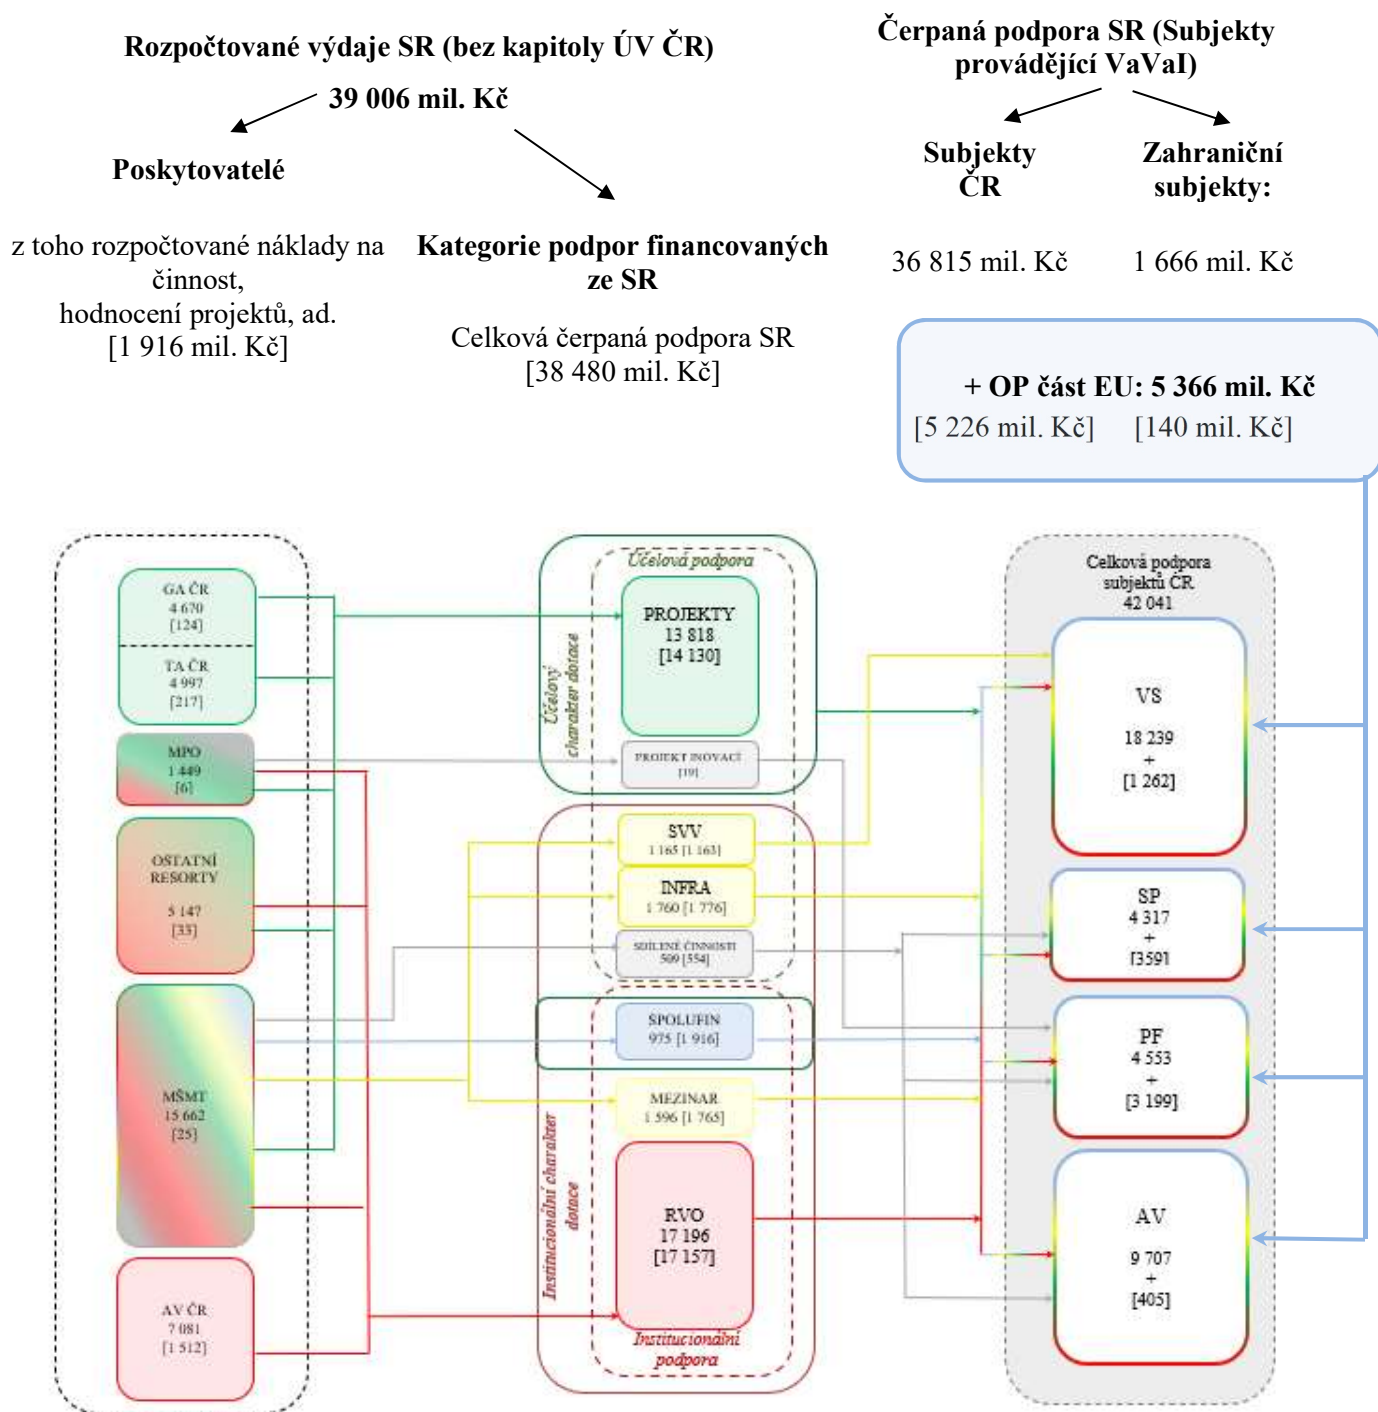 Rozpočtované výdaje SR (bez kapitoly ÚV ČR)
39 006 mil. Kč
Poskytovatelé
z toho rozpočtované náklady na
činnost,
hodnocení projektů, ad.
[1 916 mil. Kč]
Kategorie podpor financovaných
ze SR
Celková čerpaná podpora SR
[38 480 mil. Kč]
Čerpaná podpora SR (Subjekty
provádějící VaVaI)
Subjekty
ČR
36 815 mil. Kč
Zahraniční
subjekty:
1 666 mil. Kč
+ OP část EU: 5 366 mil. Kč
[5 226 mil. Kč] [140 mil. Kč]
GA ČR
4 670
[124]
TA ČR
4 997
[217]
MPO
1 449
[6]
OSTATNÍ
RESORTY
5 147
[33]
MŠMT
15 662
[25]
AV ČR
7 081
[1 512]
Účelová podpora
Účelový
charakter dotace
PROJEKTY
13 818
[14 130]
PROJEKT INOVACÍ
[19]
SVV
1 165 [1 163]
INFRA
1 760 [1 776]
SDÍLENÉ ČINNOSTI
509 [554]
SPOLUFIN
975 [1 916]
MEZINAR
1 596 [1 765]
Institucionální charakter
dotace
RVO
17 196
[17 157]
Institucionální
podpora
Celková podpora
subjektů ČR
42 041
VS
18 239
+
[1 262]
SP
4 317
+
[359]
PF
4 553
+
[3 199]
AV
9 707
+
[405]